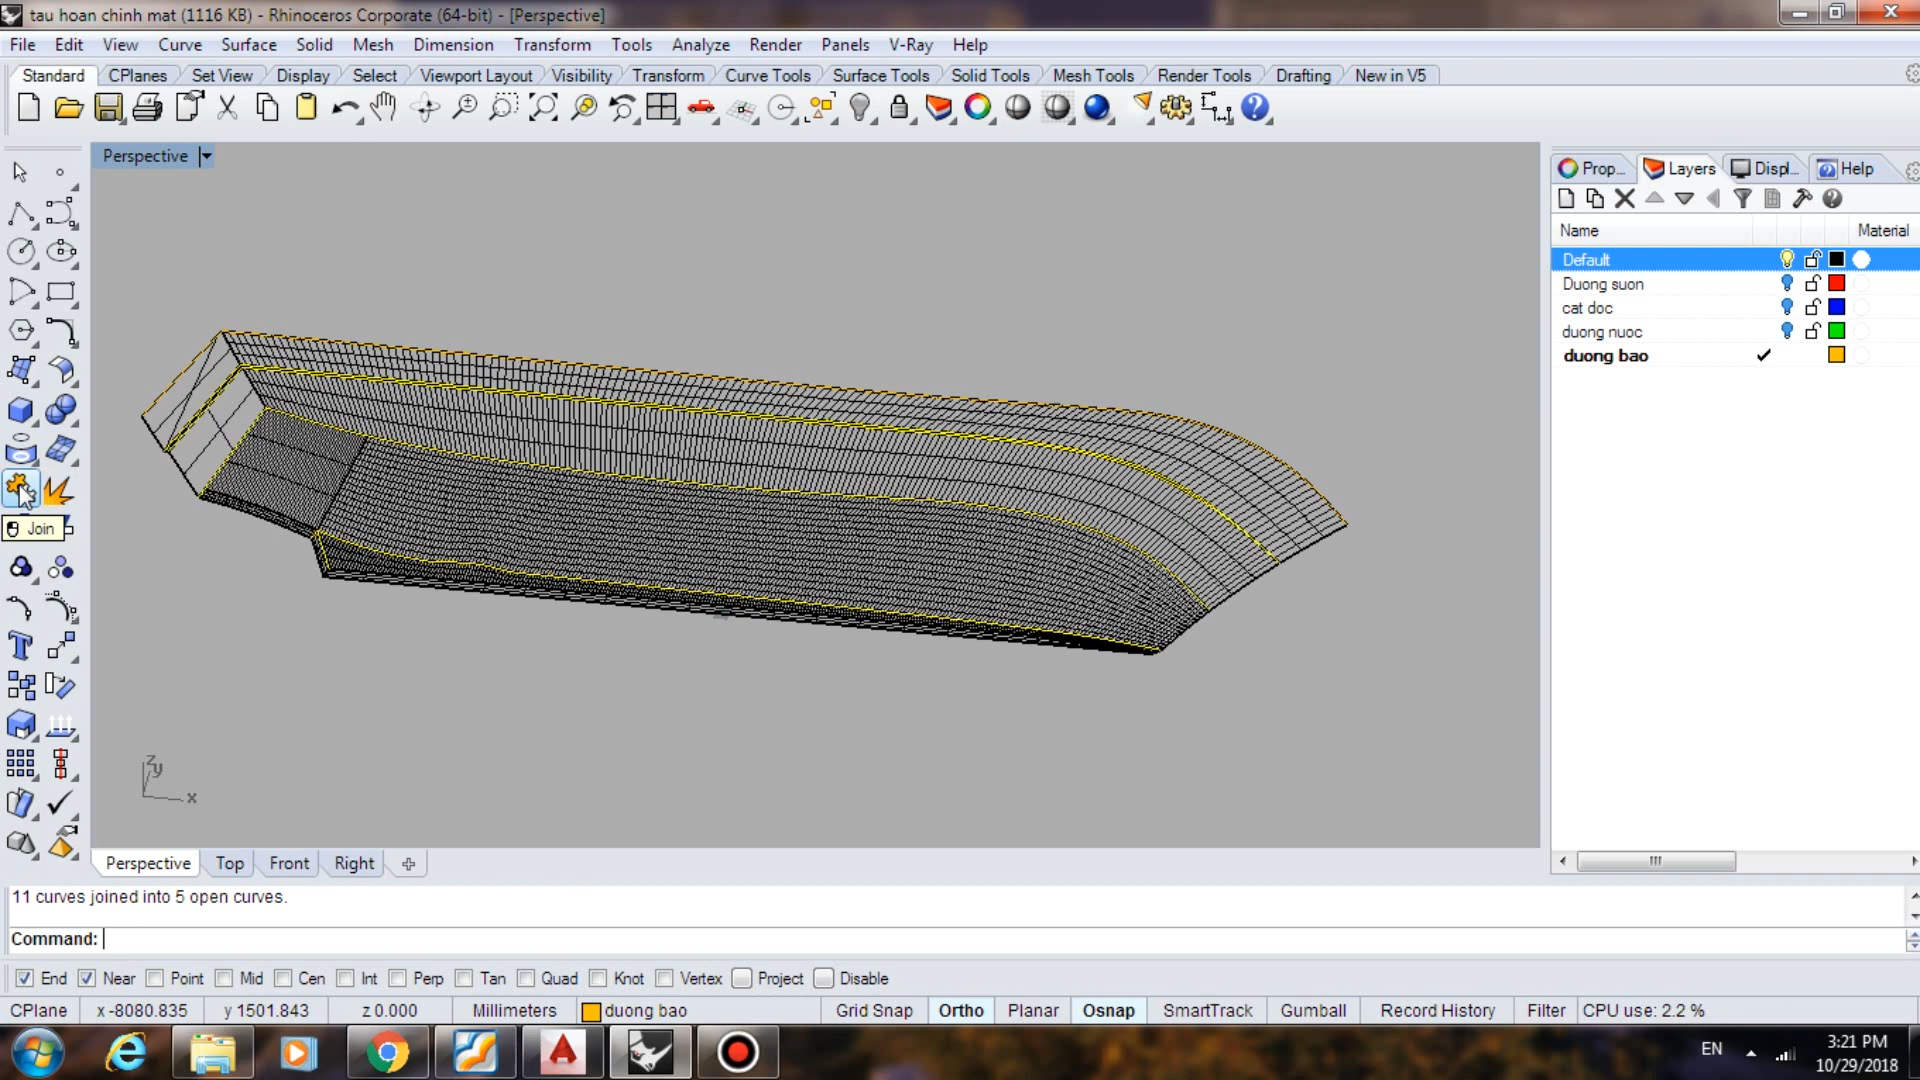 tau hoan chinh mat (1116 KB) - Rhinoceros Corporate (64-bit) - [Perspective]
File Edit View Curve Surface Solid Mesh Dimension Transform Tools Analyze Render Panels V-Ray Help
Standard CPlanes Set View Display Select Viewport Layout Visibility Transform Curve Tools Surface Tools Solid Tools Mesh Tools Render Tools Drafting New in V5
Perspective
Prop... Layers Displ... Help
Name Material
Default
Duong suon
cat doc
duong nuoc
duong bao
Join
z
y
x
Perspective Top Front Right
11 curves joined into 5 open curves.
Command:
End Near Point Mid Cen Int Perp Tan Quad Knot Vertex Project Disable
CPlane x -8080.835 y 1501.843 z 0.000 Millimeters duong bao Grid Snap Ortho Planar Osnap SmartTrack Gumball Record History Filter CPU use: 2.2 %
EN
3:21 PM
10/29/2018